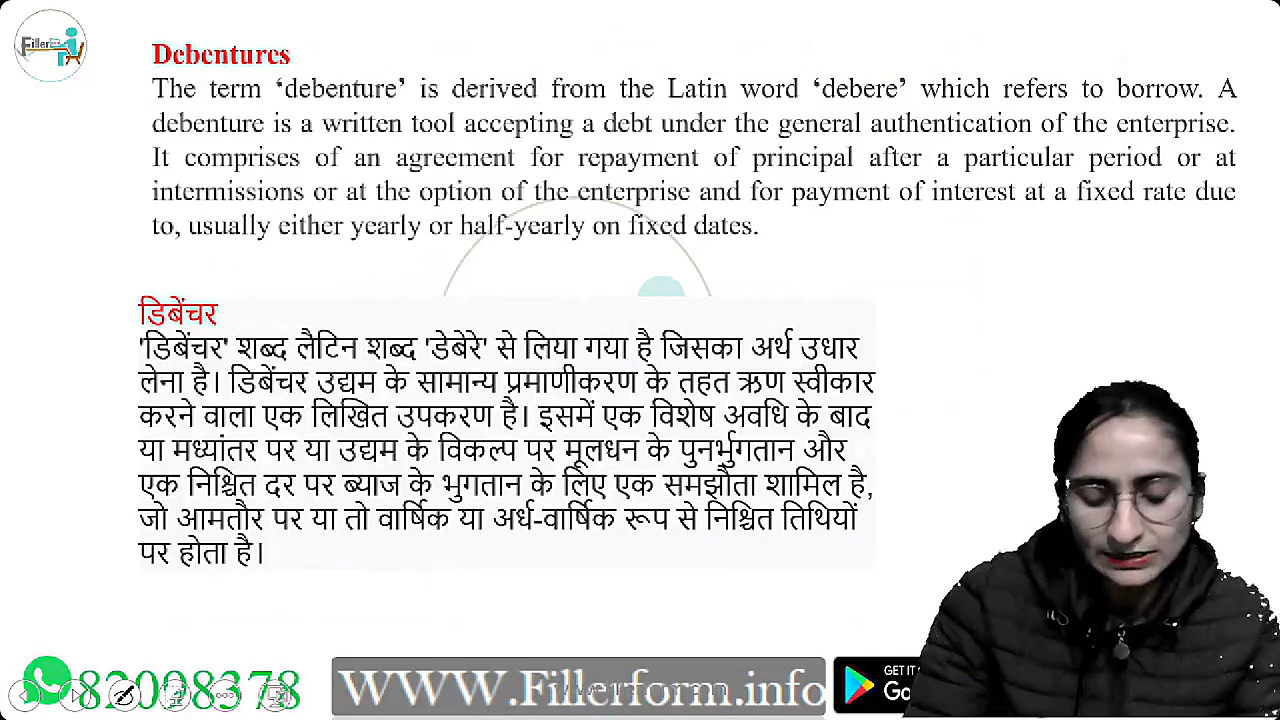 Filler
Debentures
The term ‘debenture’ is derived from the Latin word ‘debere’ which refers to borrow. A
debenture is a written tool accepting a debt under the general authentication of the enterprise.
It comprises of an agreement for repayment of principal after a particular period or at
intermissions or at the option of the enterprise and for payment of interest at a fixed rate due
to, usually either yearly or half-yearly on fixed dates.
डिबेंचर
'डिबेंचर' शब्द लैटिन शब्द 'डेबेरे' से लिया गया है जिसका अर्थ उधार
लेना है। डिबेंचर उद्यम के सामान्य प्रमाणीकरण के तहत ऋण स्वीकार
करने वाला एक लिखित उपकरण है। इसमें एक विशेष अवधि के बाद
या मध्यांतर पर या उद्यम के विकल्प पर मूलधन के पुनर्भुगतान और
एक निश्चित दर पर ब्याज के भुगतान के लिए एक समझौता शामिल है,
जो आमतौर पर या तो वार्षिक या अर्ध-वार्षिक रूप से निश्चित तिथियों
पर होता है।
82098378 WWW.Fillerform.info GET IT